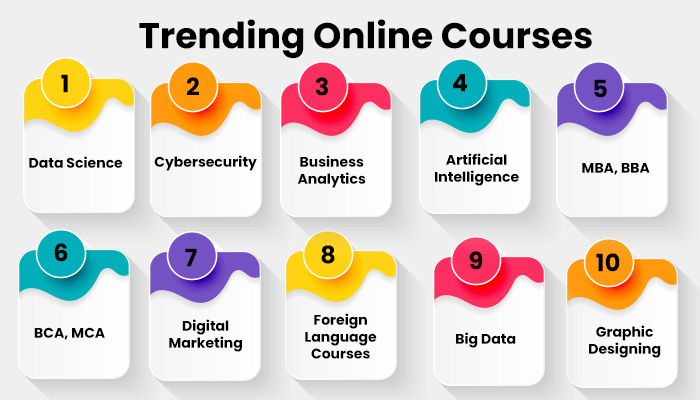 Trending Online Courses
1
Data Science
2
Cybersecurity
3
Business
Analytics
4
Artificial
Intelligence
5
MBA, BBA
6
BCA, MCA
7
Digital
Marketing
8
Foreign
Language
Courses
9
Big Data
10
Graphic
Designing